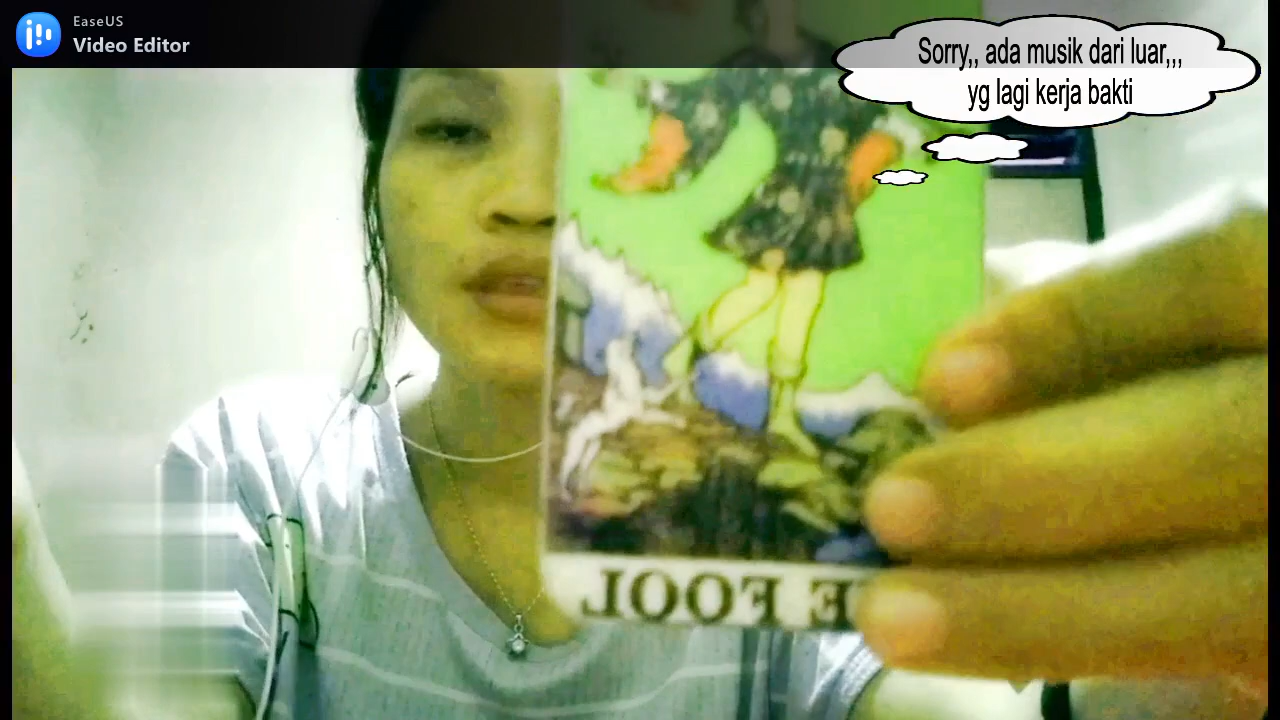 EaseUS
Video Editor
Sorry,, ada musik dari luar,,,
yg lagi kerja bakti
E FOOL